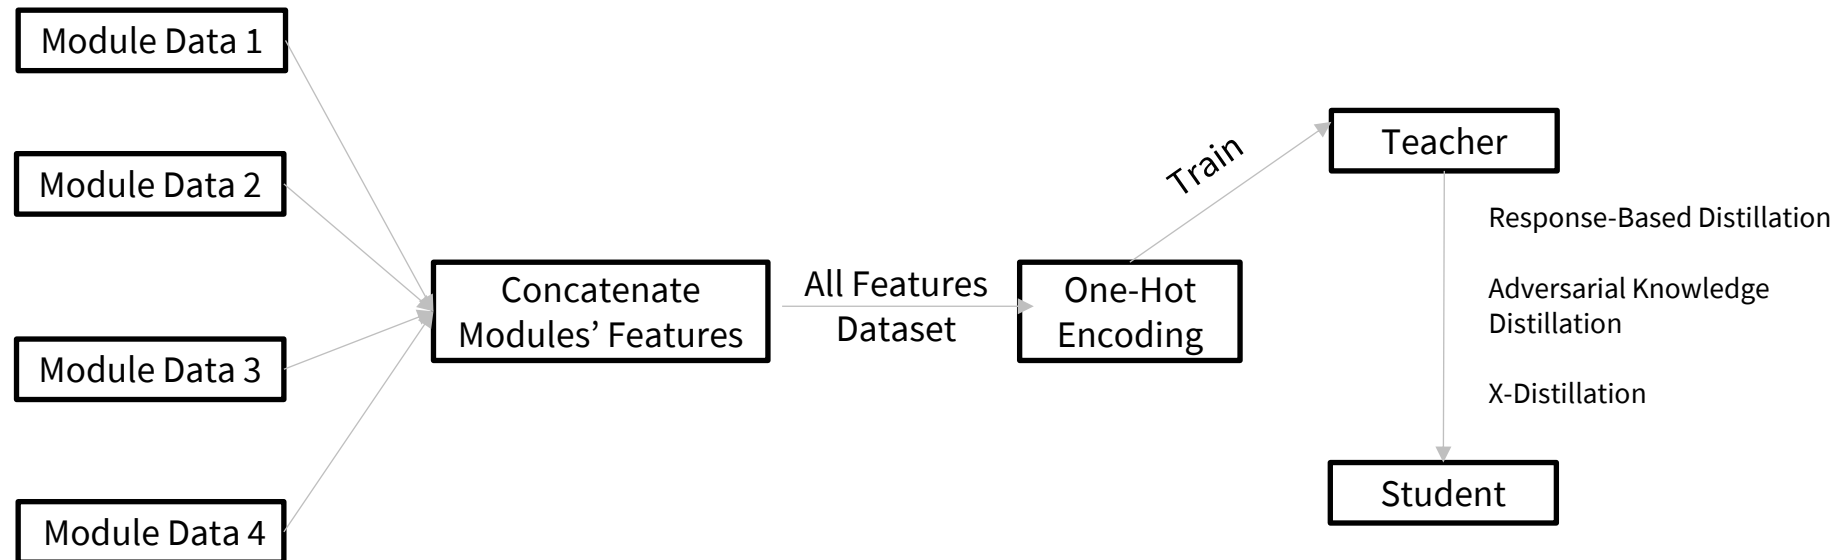 Module Data 1
Module Data 2
Module Data 3
Module Data 4
Concatenate
Modules’ Features
All Features
Dataset
One-Hot
Encoding
Train
Teacher
Response-Based Distillation
Adversarial Knowledge
Distillation
X-Distillation
Student